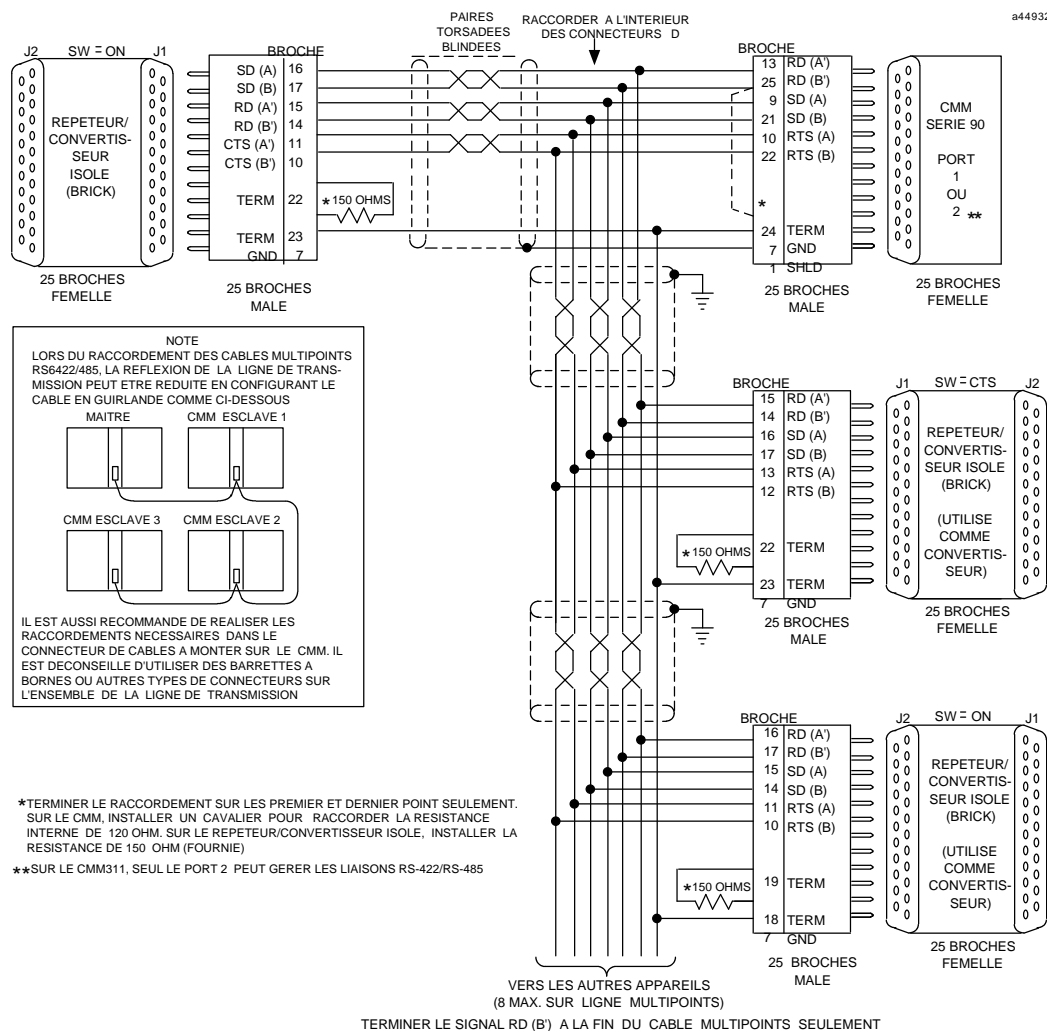 a44932
PAIRES
TORSADEES
BLINDEES
RACCORDER A L'INTERIEUR
DES CONNECTEURS D
J2 SW = ON J1
REPETEUR/
CONVERTIS-
SEUR
ISOLE
(BRICK)
25 BROCHES
FEMELLE
BROCHE
SD (A) 16
SD (B) 17
RD (A') 15
RD (B') 14
CTS (A') 11
CTS (B') 10
TERM 22
TERM 23
GND 7
* 150 OHMS
25 BROCHES
MALE
BROCHE
13 RD (A')
25 RD (B')
9 SD (A)
21 SD (B)
10 RTS (A)
22 RTS (B)
*
24 TERM
7 GND
1 SHLD
25 BROCHES
MALE
CMM
SERIE 90
PORT
1
OU
2 **
25 BROCHES
FEMELLE
NOTE
LORS DU RACCORDEMENT DES CABLES MULTIPOINTS
RS6422/485, LA REFLEXION DE LA LIGNE DE TRANS-
MISSION PEUT ETRE REDUITE EN CONFIGURANT LE
CABLE EN GUIRLANDE COMME CI-DESSOUS
MAITRE CMM ESCLAVE 1
CMM ESCLAVE 3 CMM ESCLAVE 2
IL EST AUSSI RECOMMANDE DE REALISER LES
RACCORDEMENTS NECESSAIRES DANS LE
CONNECTEUR DE CABLES A MONTER SUR LE CMM. IL
EST DECONSEILLE D'UTILISER DES BARRETTES A
BORNES OU AUTRES TYPES DE CONNECTEURS SUR
L'ENSEMBLE DE LA LIGNE DE TRANSMISSION
BROCHE
15 RD (A')
14 RD (B')
16 SD (A)
17 SD (B)
13 RTS (A)
12 RTS (B)
* 150 OHMS
22 TERM
23 TERM
7 GND
25 BROCHES
MALE
J1 SW = CTS J2
REPETEUR/
CONVERTIS-
SEUR ISOLE
(BRICK)
(UTILISE
COMME
CONVERTIS-
SEUR)
25 BROCHES
FEMELLE
BROCHE
16 RD (A')
17 RD (B')
15 SD (A)
14 SD (B)
11 RTS (A)
10 RTS (B)
* 150 OHMS
19 TERM
18 TERM
7 GND
25 BROCHES
MALE
J2 SW = ON J1
REPETEUR/
CONVERTIS-
SEUR ISOLE
(BRICK)
(UTILISE
COMME
CONVERTIS-
SEUR)
25 BROCHES
FEMELLE
*TERMINER LE RACCORDEMENT SUR LES PREMIER ET DERNIER POINT SEULEMENT.
SUR LE CMM, INSTALLER UN CAVALIER POUR RACCORDER LA RESISTANCE
INTERNE DE 120 OHM. SUR LE REPETEUR/CONVERTISSEUR ISOLE, INSTALLER LA
RESISTANCE DE 150 OHM (FOURNIE)
**SUR LE CMM311, SEUL LE PORT 2 PEUT GERER LES LIAISONS RS-422/RS-485
VERS LES AUTRES APPAREILS
(8 MAX. SUR LIGNE MULTIPOINTS)
TERMINER LE SIGNAL RD (B') A LA FIN DU CABLE MULTIPOINTS SEULEMENT